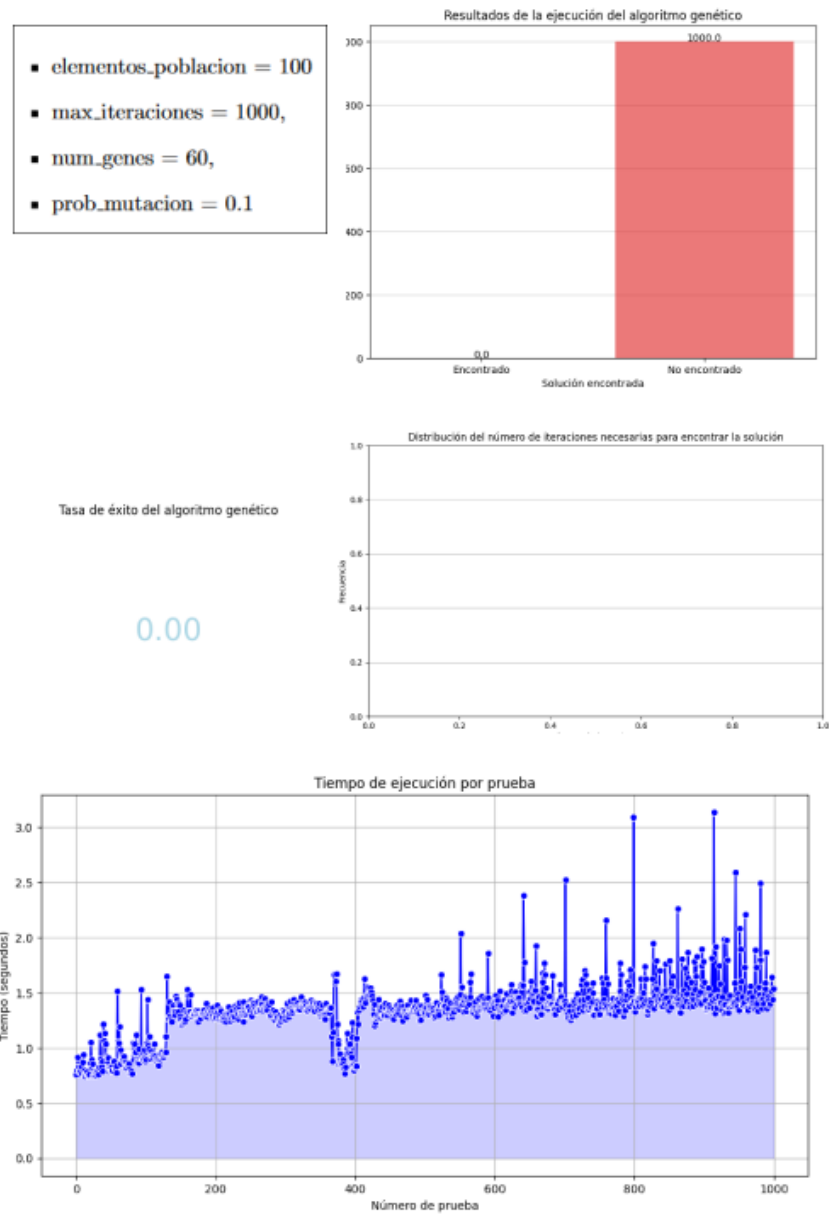 ▪ elementos_poblacion = 100
▪ max_iteraciones = 1000,
▪ num_genes = 60,
▪ prob_mutacion = 0.1
Resultados de la ejecución del algoritmo genético
000
800
600
400
200
0
1000.0
0.0
Encontrado
No encontrado
Solución encontrada
Tasa de éxito del algoritmo genético
0.00
Distribución del número de iteraciones necesarias para encontrar la solución
Frecuencia
1.0
0.8
0.6
0.4
0.2
0.0
0.0 0.2 0.4 0.6 0.8 1.0
Tiempo de ejecución por prueba
Tiempo (segundos)
3.0
2.5
2.0
1.5
1.0
0.5
0.0
0 200 400 600 800 1000
Número de prueba